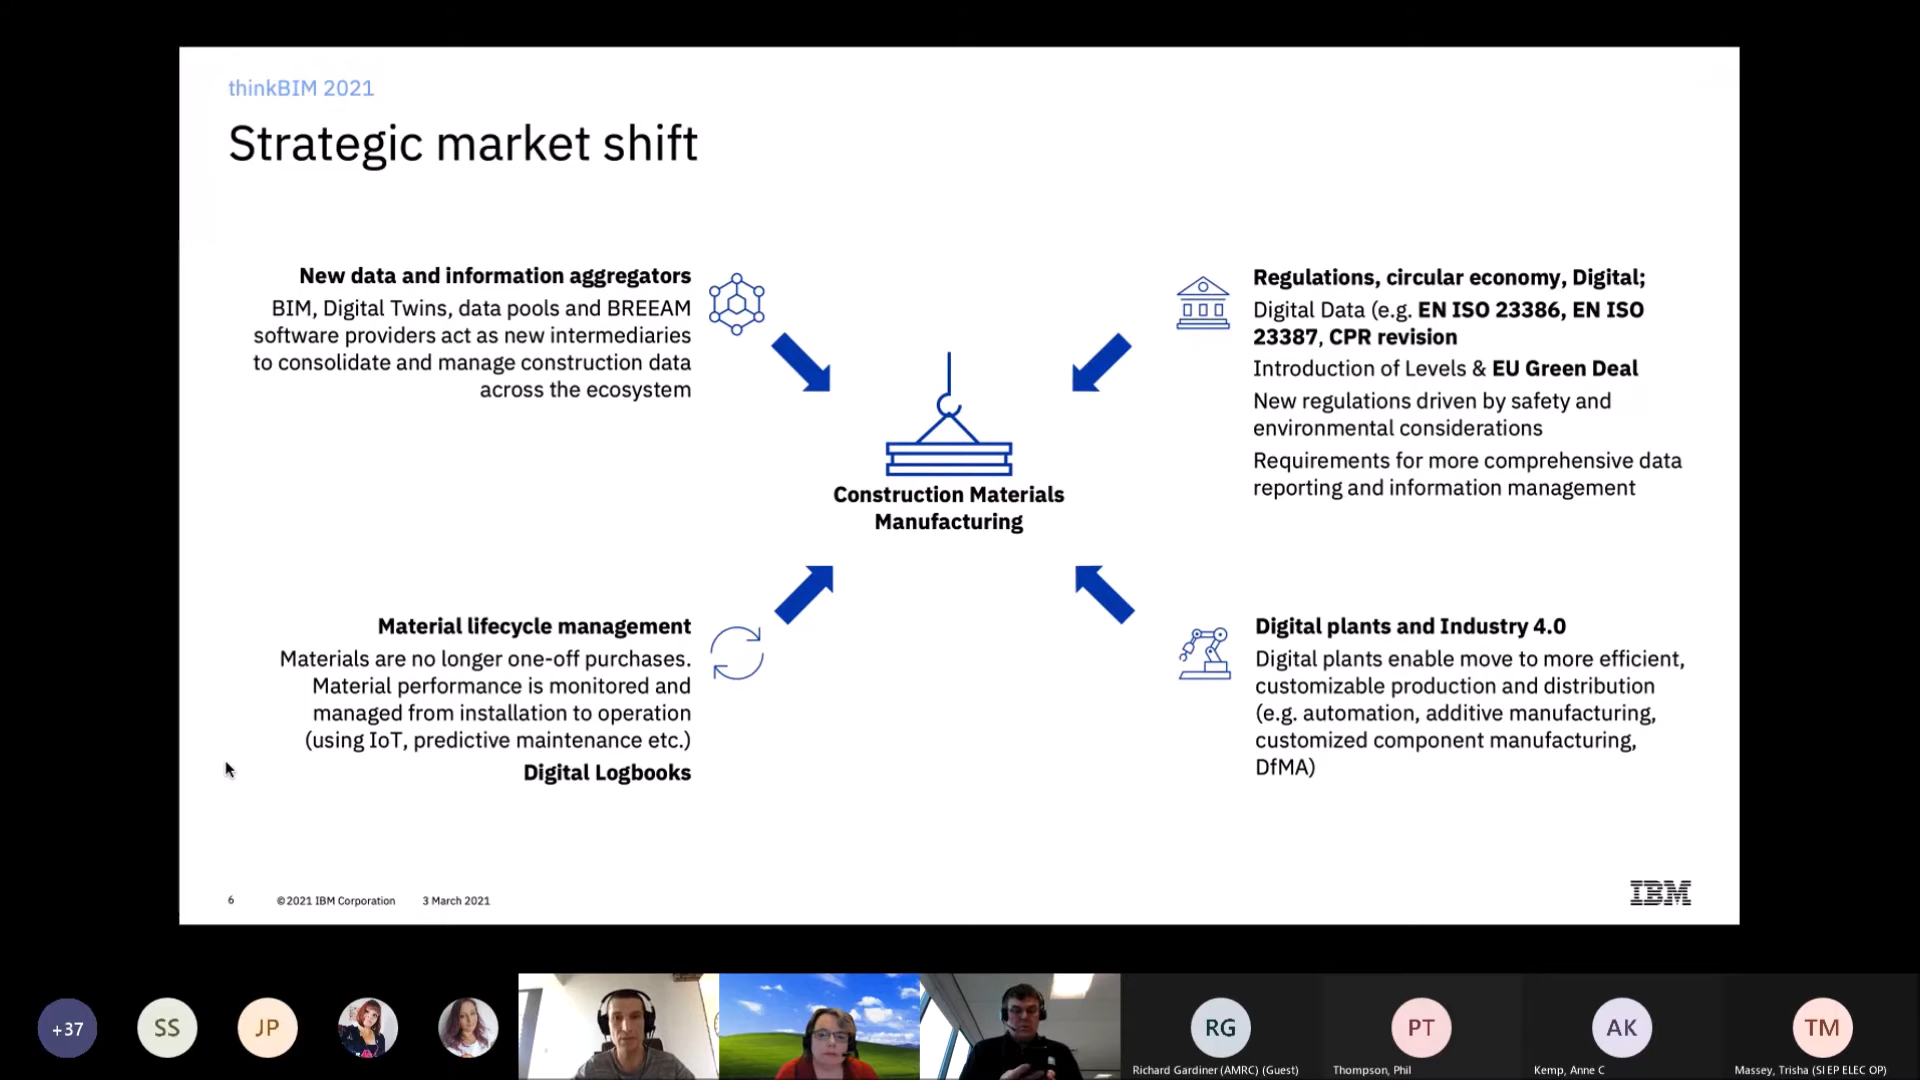 thinkBIM 2021
Strategic market shift
New data and information aggregators
BIM, Digital Twins, data pools and BREEAM
software providers act as new intermediaries
to consolidate and manage construction data
across the ecosystem
Regulations, circular economy, Digital;
Digital Data (e.g. EN ISO 23386, EN ISO
23387, CPR revision
Introduction of Levels & EU Green Deal
New regulations driven by safety and
environmental considerations
Requirements for more comprehensive data
reporting and information management
Construction Materials
Manufacturing
Material lifecycle management
Materials are no longer one-off purchases.
Material performance is monitored and
managed from installation to operation
(using IoT, predictive maintenance etc.)
Digital Logbooks
Digital plants and Industry 4.0
Digital plants enable move to more efficient,
customizable production and distribution
(e.g. automation, additive manufacturing,
customized component manufacturing,
DfMA)
6 ©2021 IBM Corporation 3 March 2021
IBM
+37
SS
JP
RG
PT
AK
TM
Richard Gardiner (AMRC) (Guest)
Thompson, Phil
Kemp, Anne C
Massey, Trisha (SI EP ELEC OP)